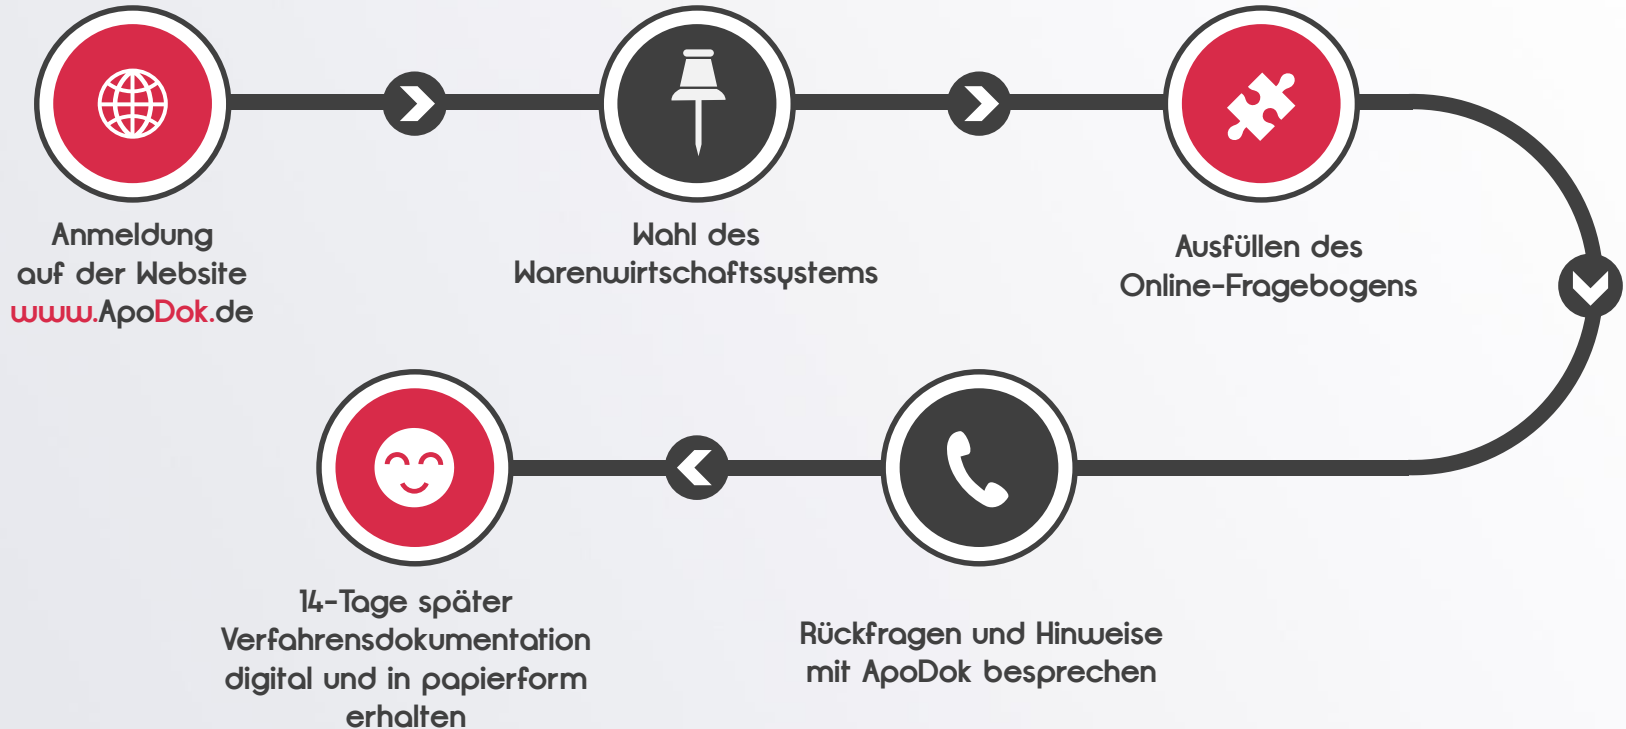 Anmeldung
auf der Website
www.ApoDok.de
Wahl des
Warenwirtschaftssystems
Ausfüllen des
Online-Fragebogens
Rückfragen und Hinweise
mit ApoDok besprechen
14-Tage später
Verfahrensdokumentation
digital und in papierform
erhalten